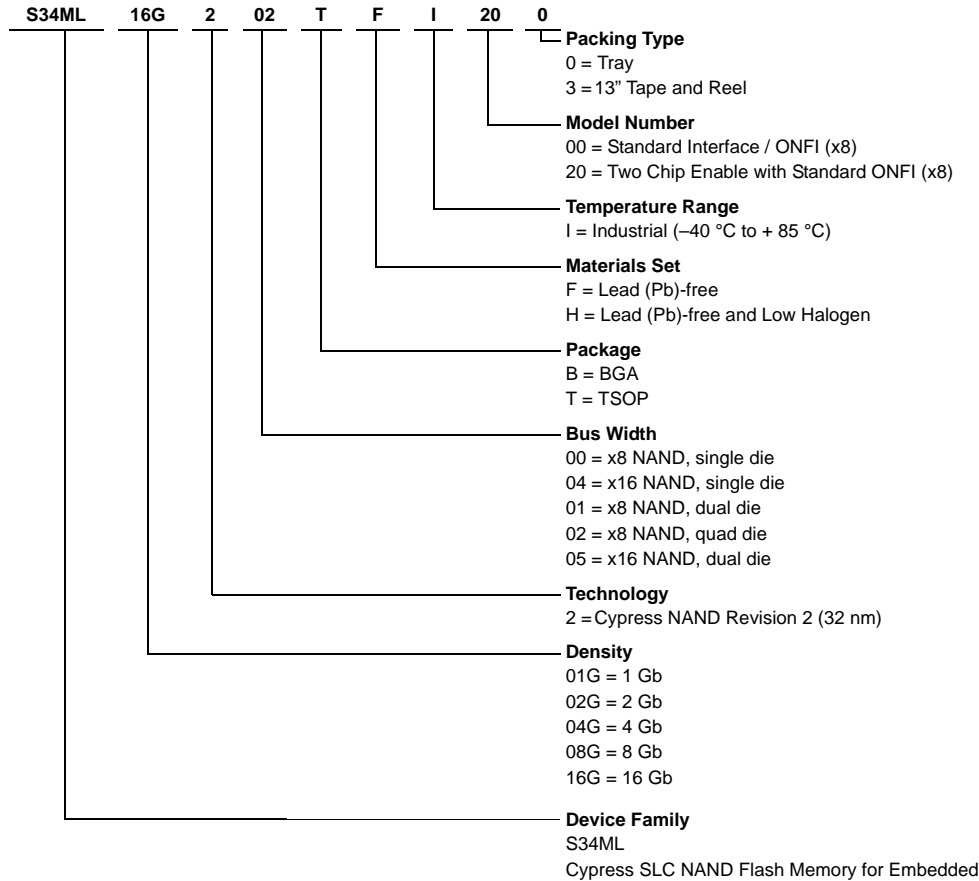 S34ML 16G 2 02 T F I 20 0
Packing Type
0 = Tray
3 = 13” Tape and Reel
Model Number
00 = Standard Interface / ONFI (x8)
20 = Two Chip Enable with Standard ONFI (x8)
Temperature Range
I = Industrial (–40 °C to + 85 °C)
Materials Set
F = Lead (Pb)-free
H = Lead (Pb)-free and Low Halogen
Package
B = BGA
T = TSOP
Bus Width
00 = x8 NAND, single die
04 = x16 NAND, single die
01 = x8 NAND, dual die
02 = x8 NAND, quad die
05 = x16 NAND, dual die
Technology
2 = Cypress NAND Revision 2 (32 nm)
Density
01G = 1 Gb
02G = 2 Gb
04G = 4 Gb
08G = 8 Gb
16G = 16 Gb
Device Family
S34ML
Cypress SLC NAND Flash Memory for Embedded